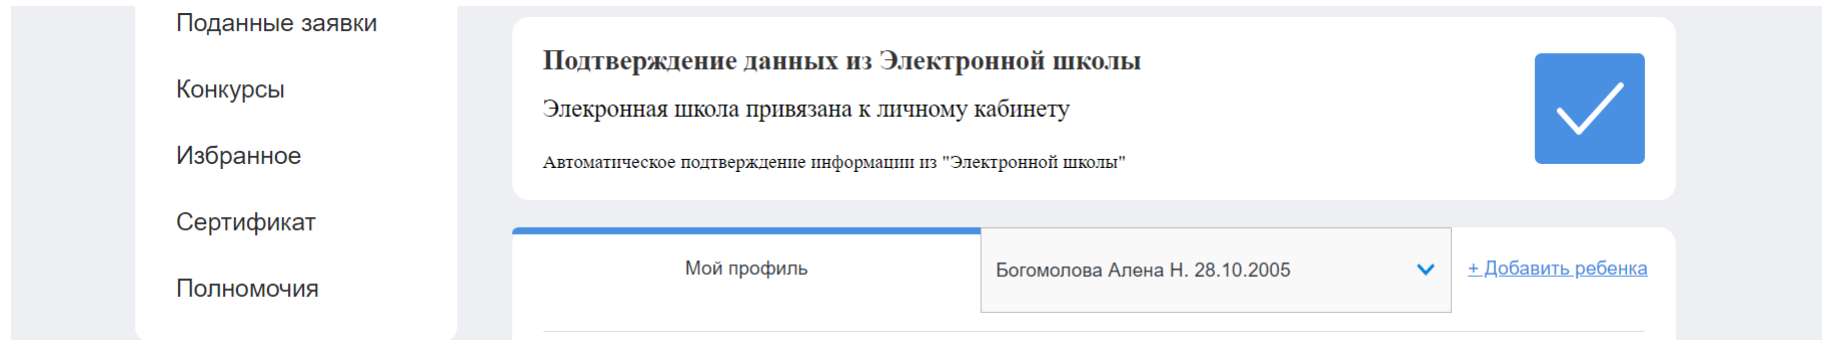 Поданные заявки
Конкурсы
Избранное
Сертификат
Полномочия
Подтверждение данных из Электронной школы
Элекронная школа привязана к личному кабинету
Автоматическое подтверждение информации из "Электронной школы"
Мой профиль
Богомолова Алена Н. 28.10.2005
+ Добавить ребенка